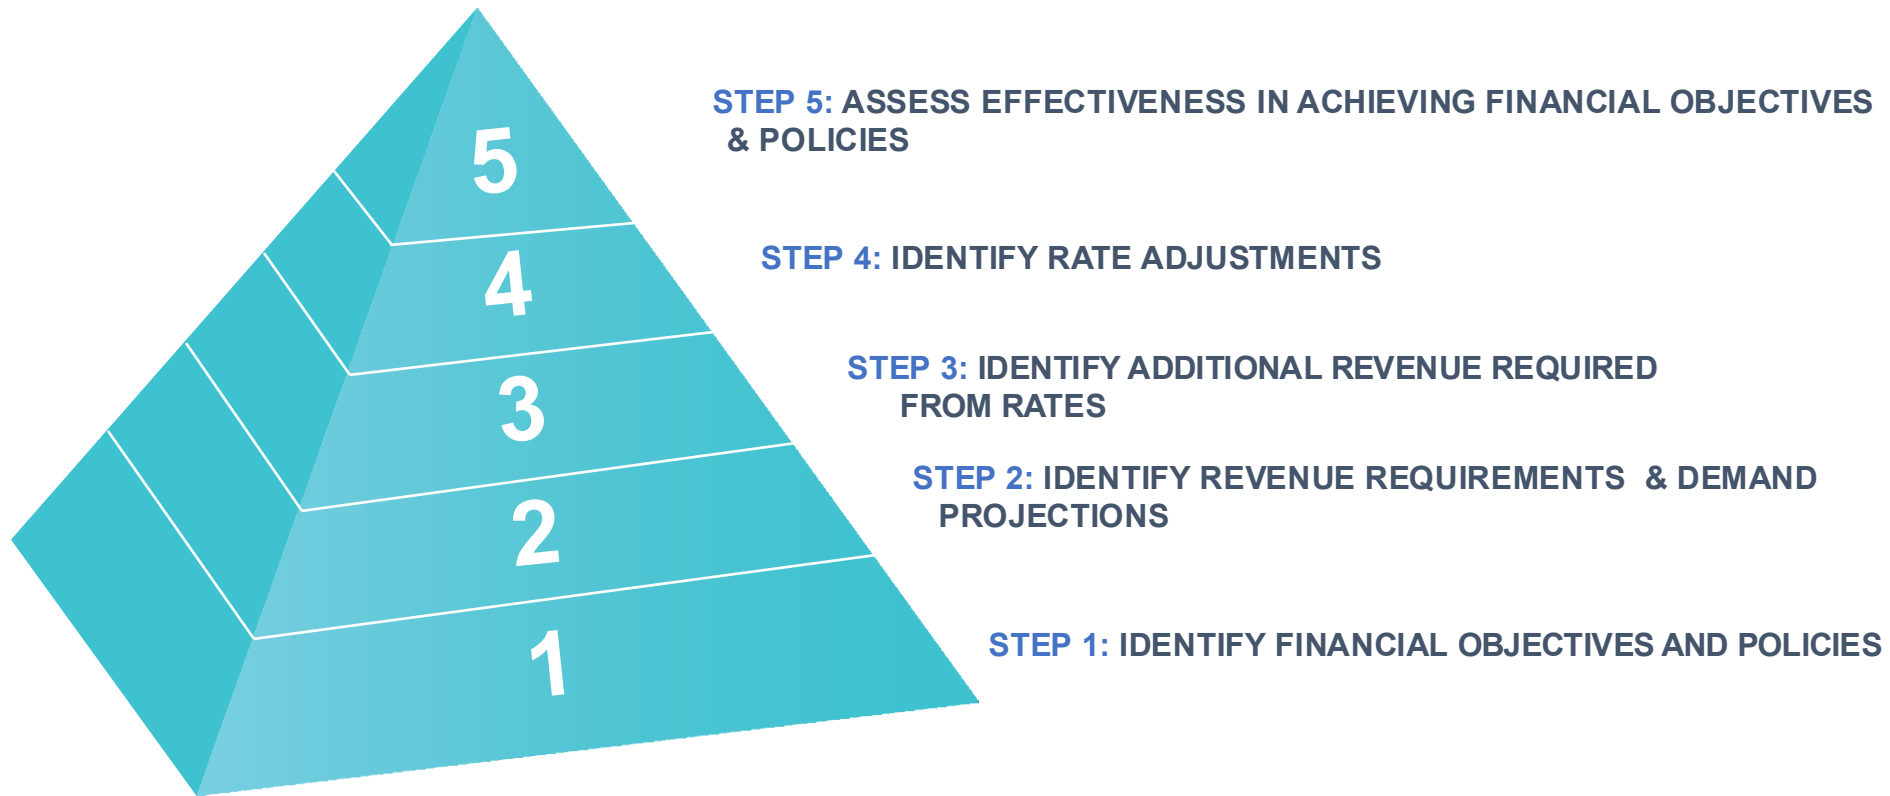 5
STEP 5: ASSESS EFFECTIVENESS IN ACHIEVING FINANCIAL OBJECTIVES
& POLICIES
4
STEP 4: IDENTIFY RATE ADJUSTMENTS
3
STEP 3: IDENTIFY ADDITIONAL REVENUE REQUIRED
FROM RATES
2
STEP 2: IDENTIFY REVENUE REQUIREMENTS & DEMAND
PROJECTIONS
1
STEP 1: IDENTIFY FINANCIAL OBJECTIVES AND POLICIES